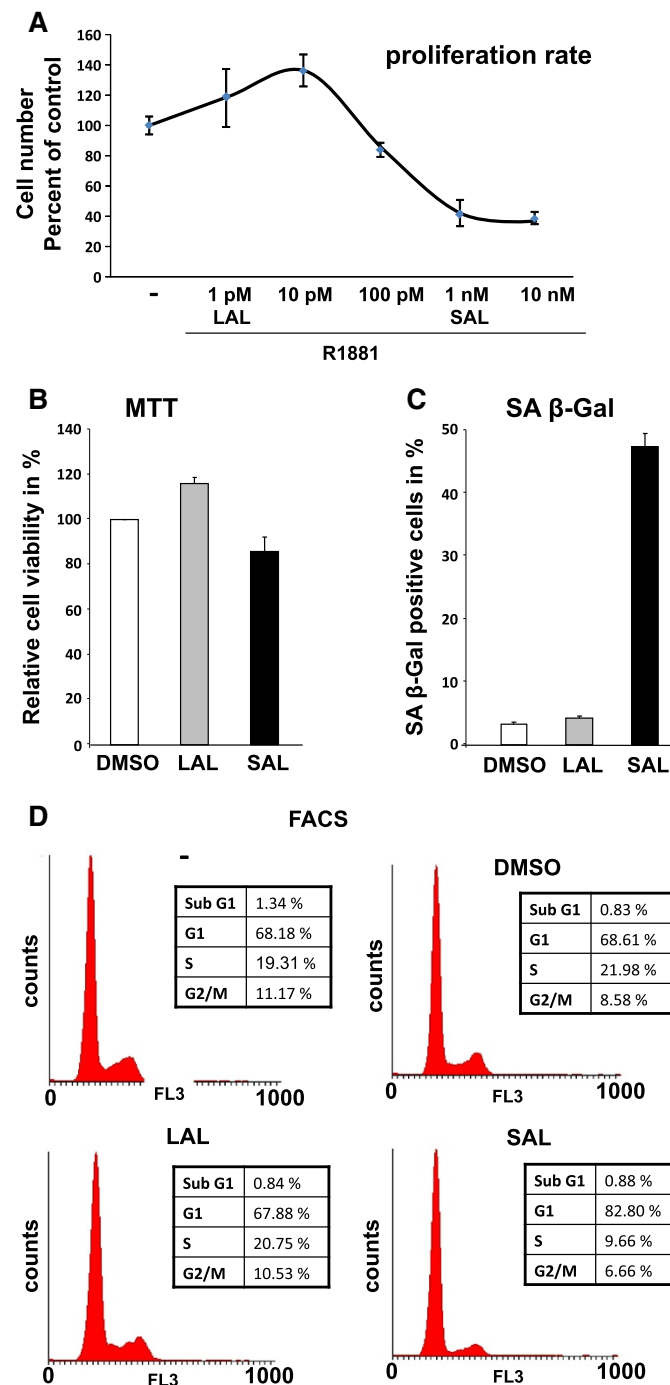 A
proliferation rate
Cell number
Percent of control
160
140
120
100
80
60
40
20
0
- 1 pM 10 pM 100 pM 1 nM 10 nM
LAL SAL
R1881
B
MTT
Relative cell viability in %
140
120
100
80
60
40
20
0
DMSO LAL SAL
C
SA β-Gal
SA β-Gal positive cells in %
50
40
30
20
10
0
DMSO LAL SAL
D
FACS
-
counts
Sub G1 1.34 %
G1 68.18 %
S 19.31 %
G2/M 11.17 %
0 FL3 1000
DMSO
counts
Sub G1 0.83 %
G1 68.61 %
S 21.98 %
G2/M 8.58 %
0 FL3 1000
LAL
counts
Sub G1 0.84 %
G1 67.88 %
S 20.75 %
G2/M 10.53 %
0 FL3 1000
SAL
counts
Sub G1 0.88 %
G1 82.80 %
S 9.66 %
G2/M 6.66 %
0 FL3 1000